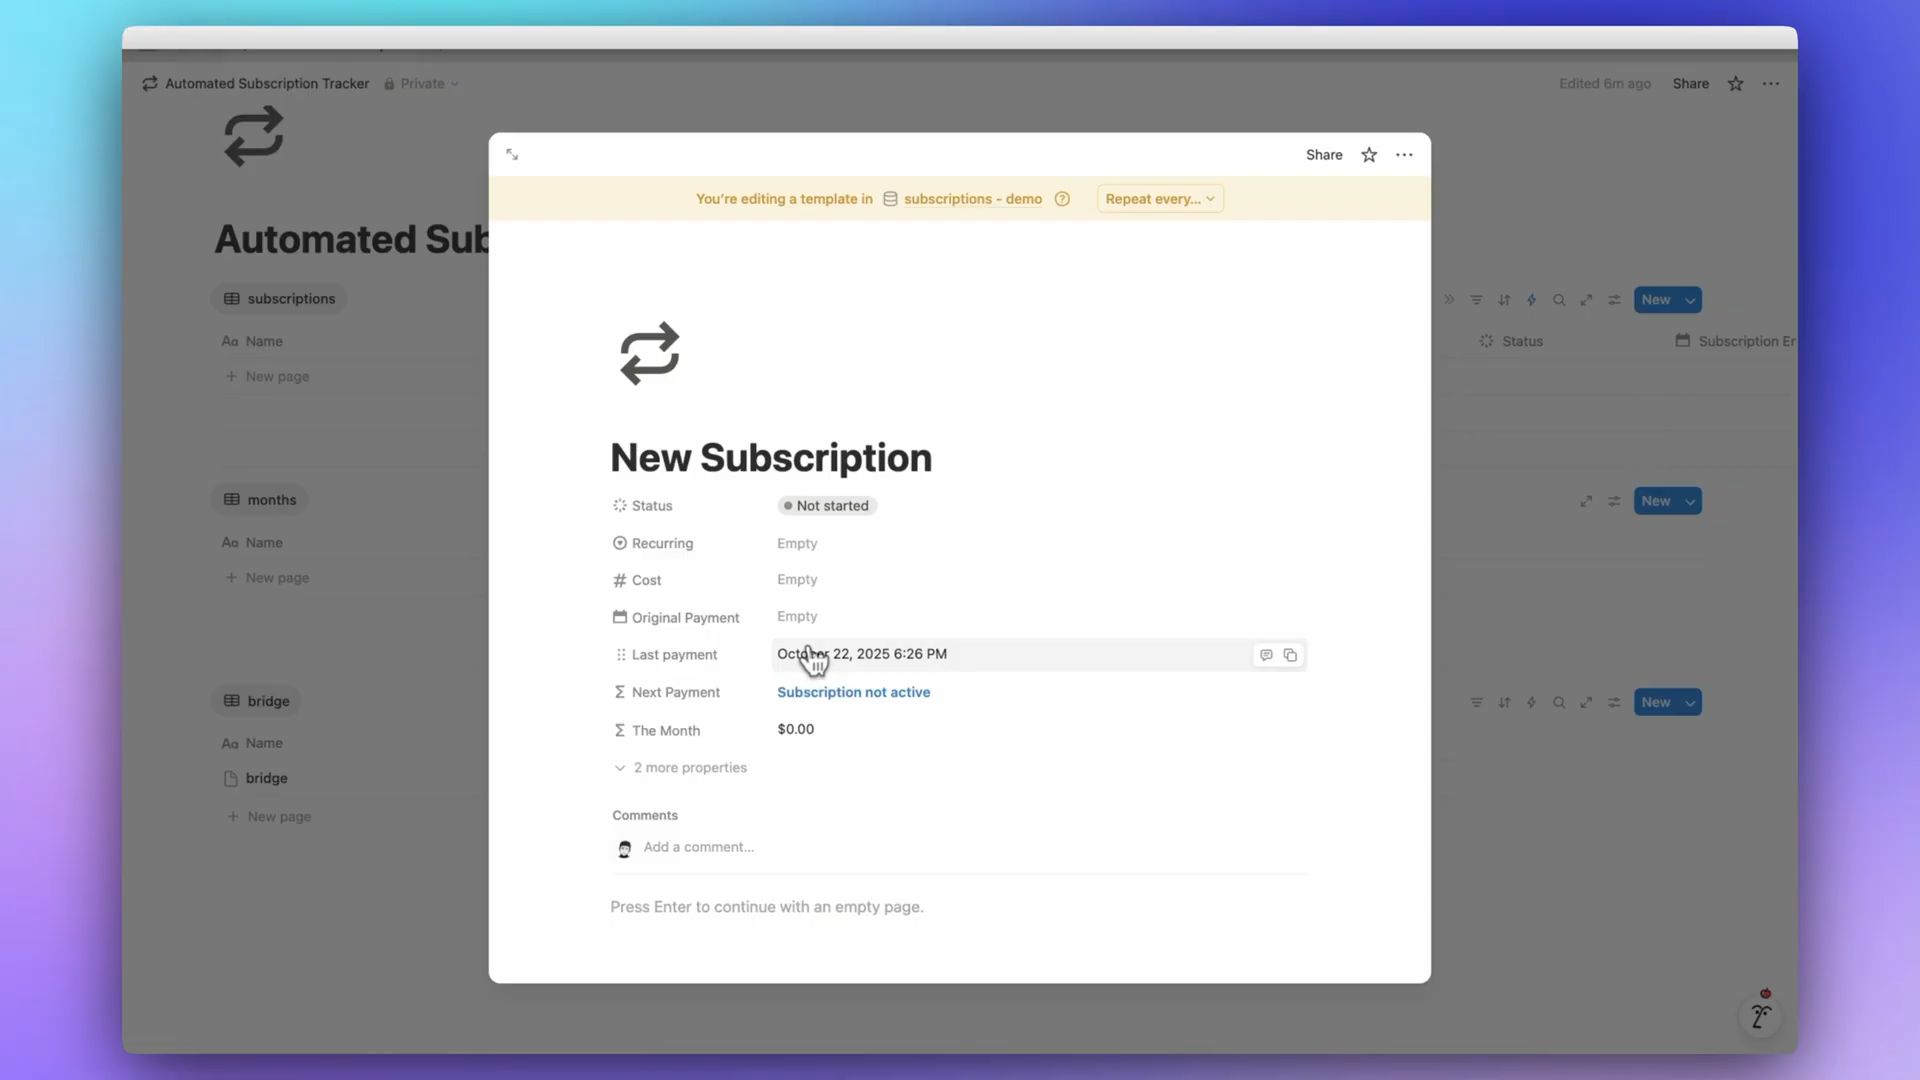 Automated Subscription Tracker Private
Edited 6m ago Share
Automated Sub
subscriptions
New
Aa Name
Status
Subscription Er
+ New page
months
New
Aa Name
+ New page
bridge
New
Aa Name
bridge
+ New page
Share
You're editing a template in subscriptions - demo Repeat every...
New Subscription
Status Not started
Recurring Empty
Cost Empty
Original Payment Empty
Last payment October 22, 2025 6:26 PM
Next Payment Subscription not active
The Month $0.00
2 more properties
Comments
Add a comment...
Press Enter to continue with an empty page.